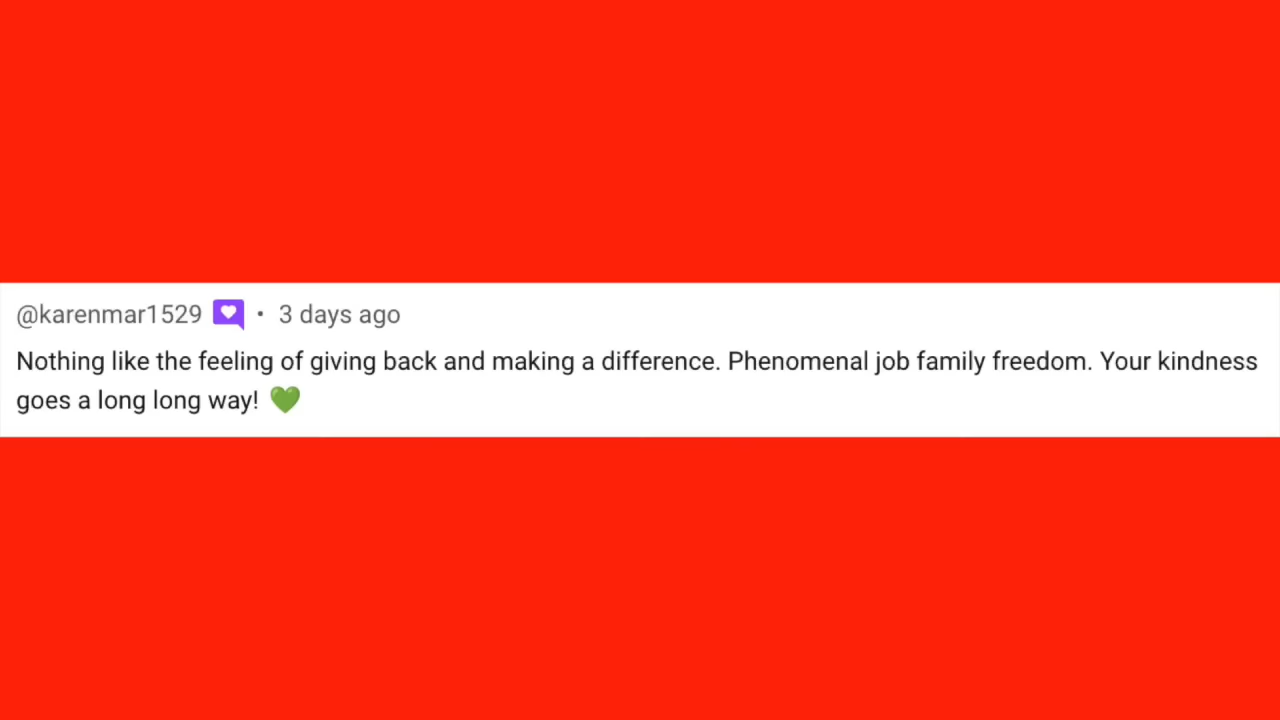 @karenmar1529 • 3 days ago
Nothing like the feeling of giving back and making a difference. Phenomenal job family freedom. Your kindness
goes a long long way! 💚